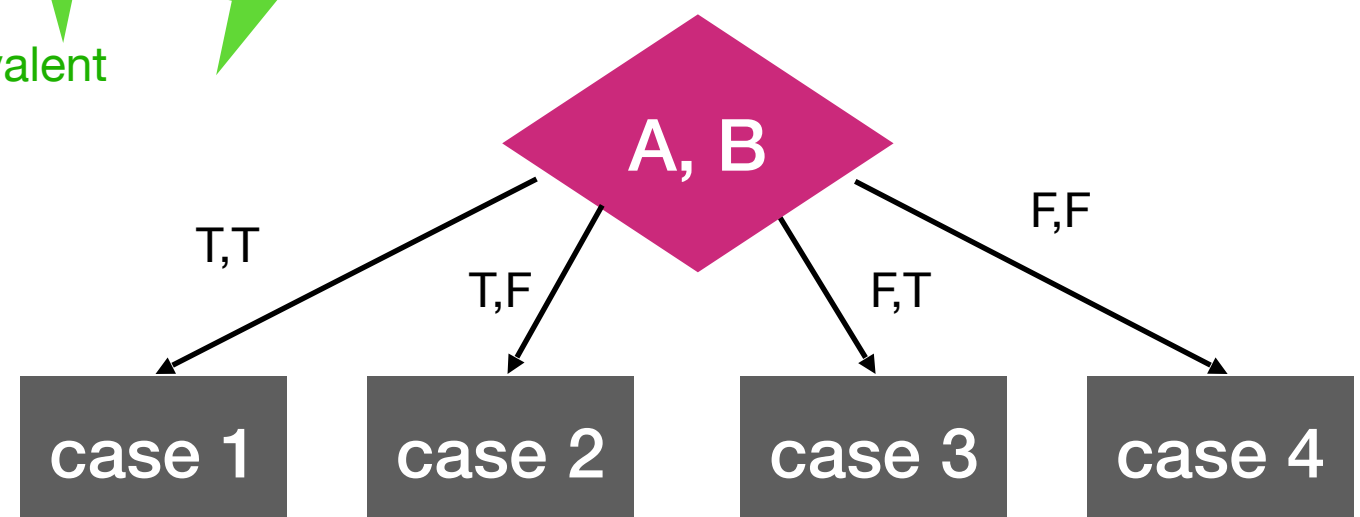 valent
A, B
F,F
T,T
T,F
F,T
case 1
case 2
case 3
case 4